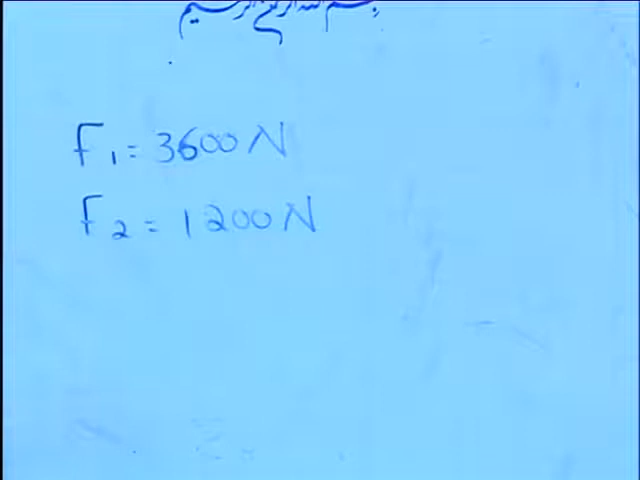 بسم الله الرحمن الرحيم
F₁ = 3600 N
F₂ = 1200 N